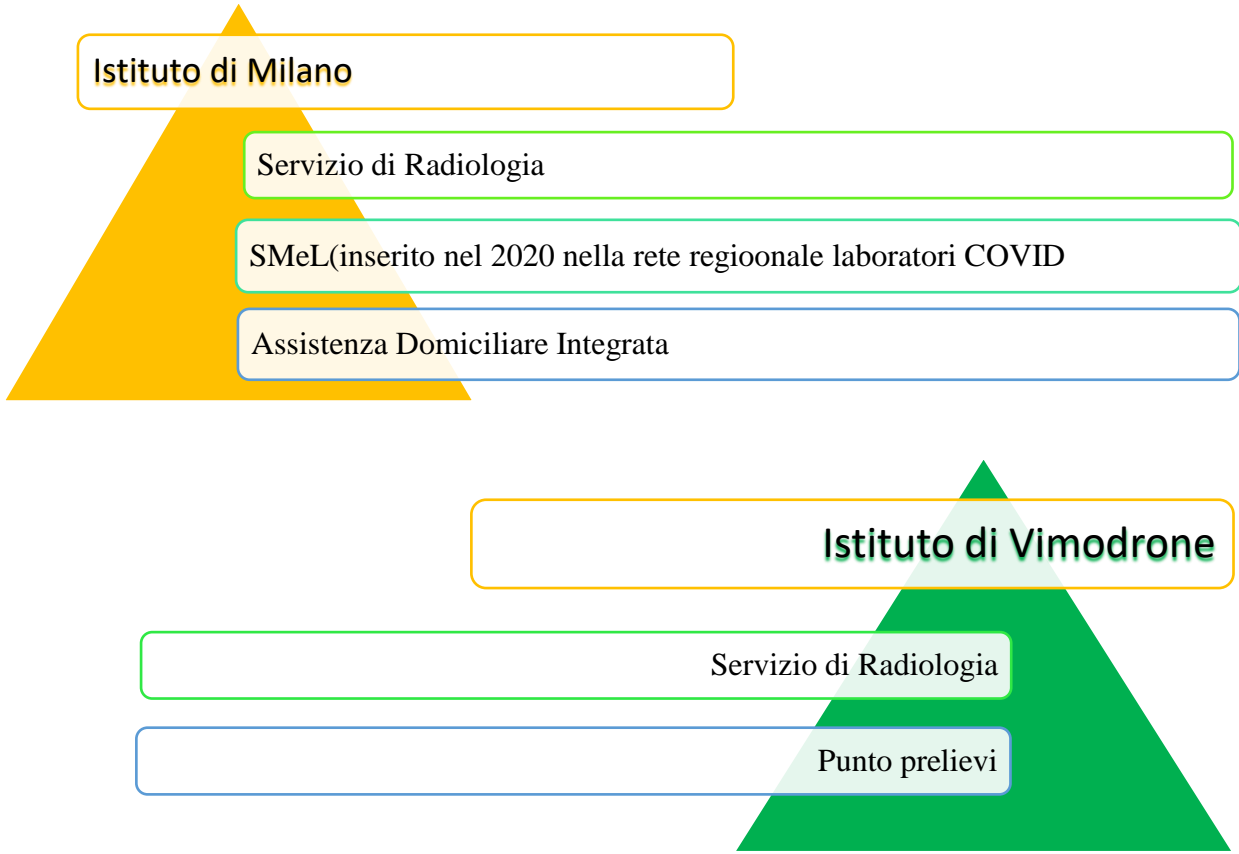 Istituto di Milano
Servizio di Radiologia
SMeL(inserito nel 2020 nella rete regioonale laboratori COVID
Assistenza Domiciliare Integrata
Istituto di Vimodrone
Servizio di Radiologia
Punto prelievi